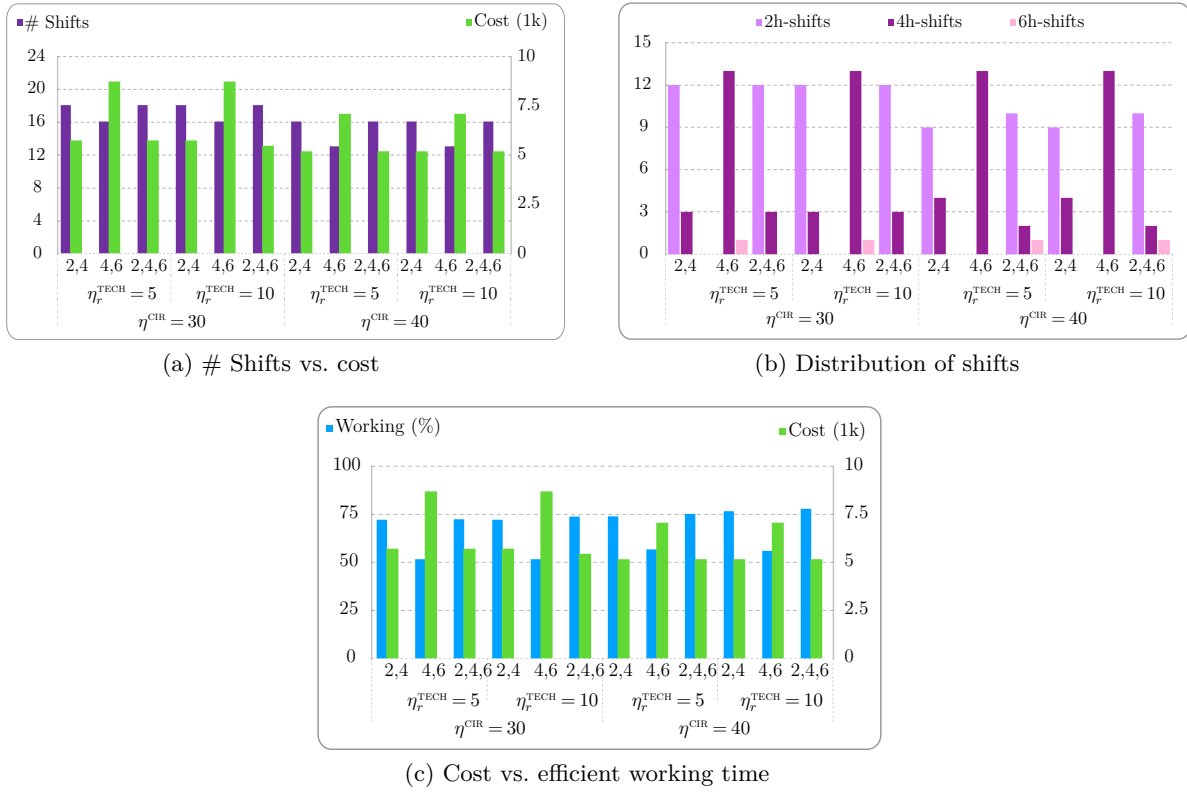 # Shifts Cost (1k)
24 10
20
7.5
16
12 5
8
2.5
4
0 0
2,4 4,6 2,4,6 2,4 4,6 2,4,6 2,4 4,6 2,4,6 2,4 4,6 2,4,6
η_r^TECH = 5 η_r^TECH = 10 η_r^TECH = 5 η_r^TECH = 10
η^CIR = 30 η^CIR = 40
(a) # Shifts vs. cost
2h-shifts 4h-shifts 6h-shifts
15
12
9
6
3
0
2,4 4,6 2,4,6 2,4 4,6 2,4,6 2,4 4,6 2,4,6 2,4 4,6 2,4,6
η_r^TECH = 5 η_r^TECH = 10 η_r^TECH = 5 η_r^TECH = 10
η^CIR = 30 η^CIR = 40
(b) Distribution of shifts
Working (%) Cost (1k)
100 10
75 7.5
50 5
25 2.5
0 0
2,4 4,6 2,4,6 2,4 4,6 2,4,6 2,4 4,6 2,4,6 2,4 4,6 2,4,6
η_r^TECH = 5 η_r^TECH = 10 η_r^TECH = 5 η_r^TECH = 10
η^CIR = 30 η^CIR = 40
(c) Cost vs. efficient working time